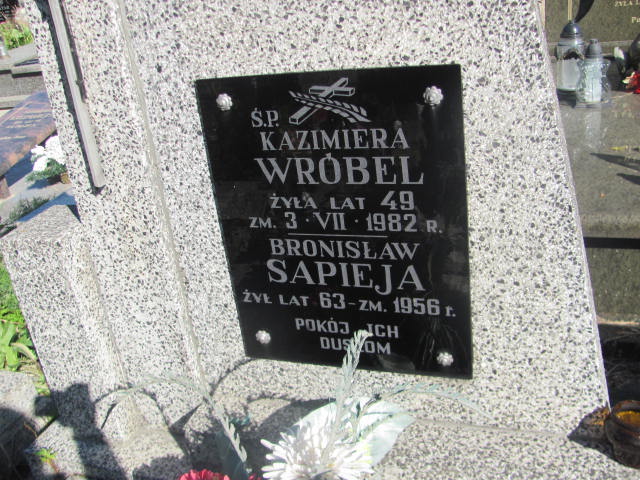 Ś.P.
KAZIMIERA
WRÓBEL
ŻYŁA LAT 49
ZM. 3 · VII · 1982 R.
BRONISŁAW
SAPIEJA
ŻYŁ LAT 63 - ZM. 1956 r.
POKÓJ ICH
DUSZOM